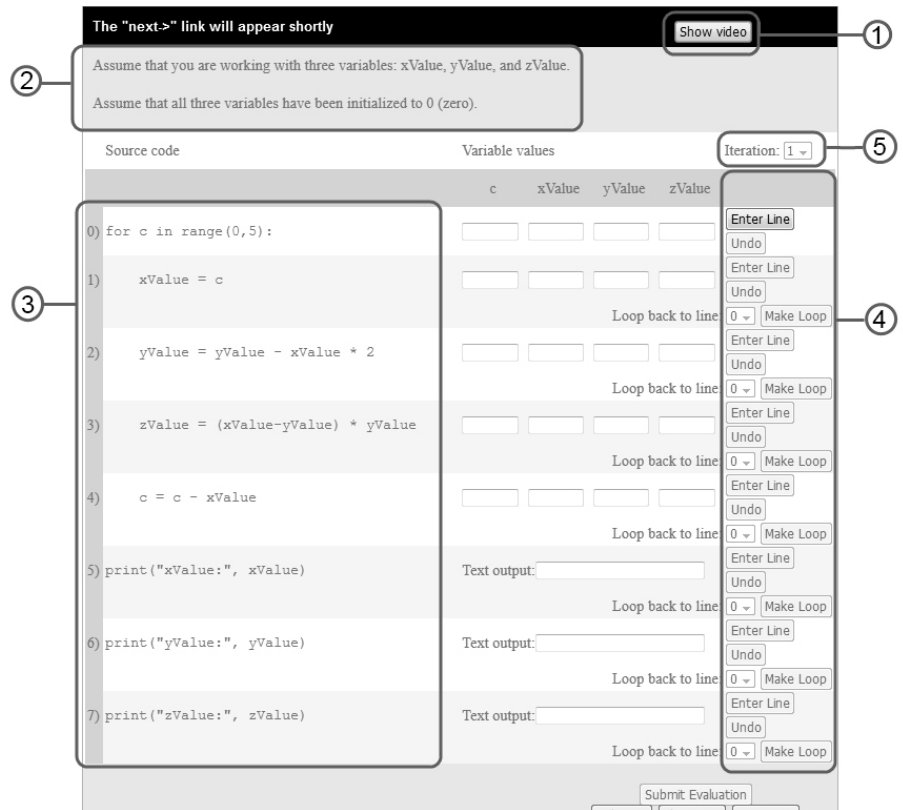 The "next->" link will appear shortly
Show video
1
Assume that you are working with three variables: xValue, yValue, and zValue.
2
Assume that all three variables have been initialized to 0 (zero).
Source code Variable values Iteration: 1
5
c xValue yValue zValue
0) for c in range(0,5): Enter Line
Undo
1) xValue = c Enter Line
Undo
3
Loop back to line: 0 Make Loop
4
2) yValue = yValue - xValue * 2 Enter Line
Undo
Loop back to line: 0 Make Loop
3) zValue = (xValue-yValue) * yValue Enter Line
Undo
Loop back to line: 0 Make Loop
4) c = c - xValue Enter Line
Undo
Loop back to line: 0 Make Loop
5) print("xValue:", xValue) Text output: Enter Line
Undo
Loop back to line: 0 Make Loop
6) print("yValue:", yValue) Text output: Enter Line
Undo
Loop back to line: 0 Make Loop
7) print("zValue:", zValue) Text output: Enter Line
Undo
Loop back to line: 0 Make Loop
Submit Evaluation